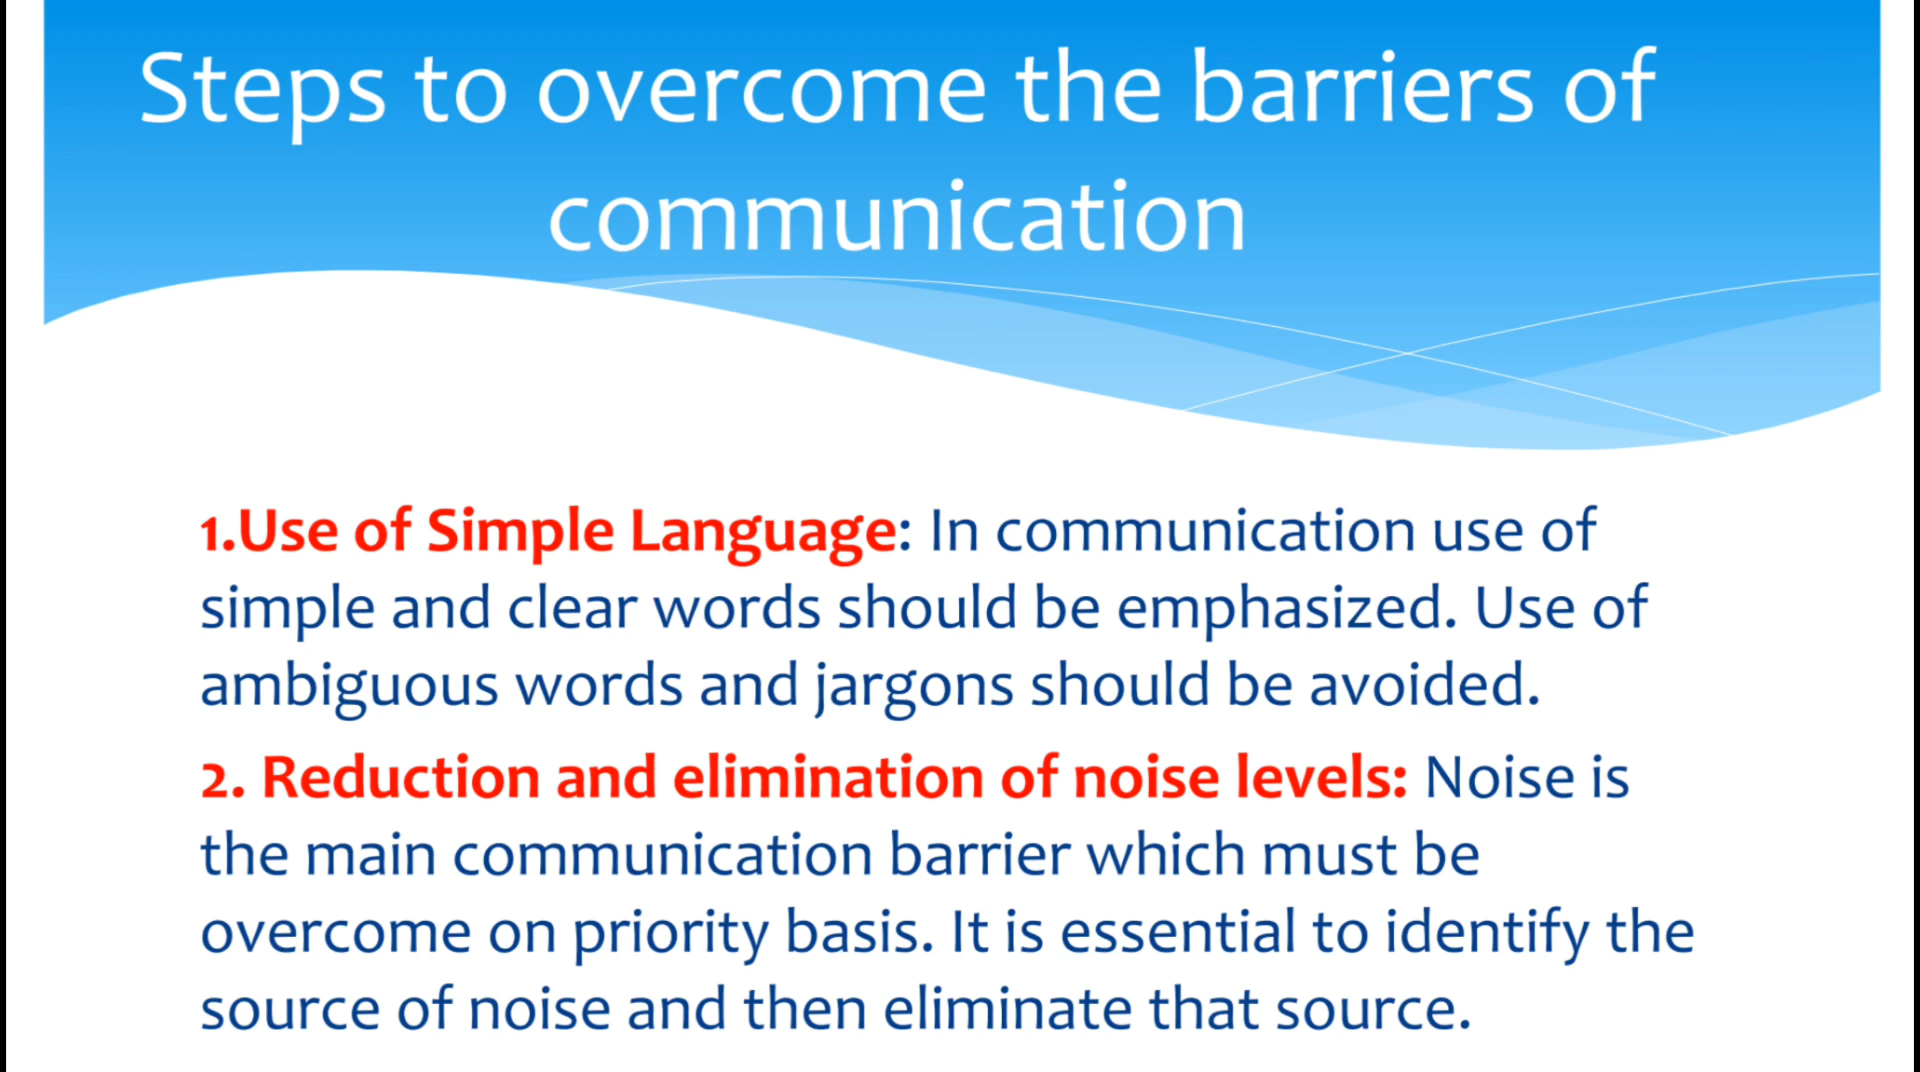 Steps to overcome the barriers of
communication
1.Use of Simple Language: In communication use of
simple and clear words should be emphasized. Use of
ambiguous words and jargons should be avoided.
2. Reduction and elimination of noise levels: Noise is
the main communication barrier which must be
overcome on priority basis. It is essential to identify the
source of noise and then eliminate that source.